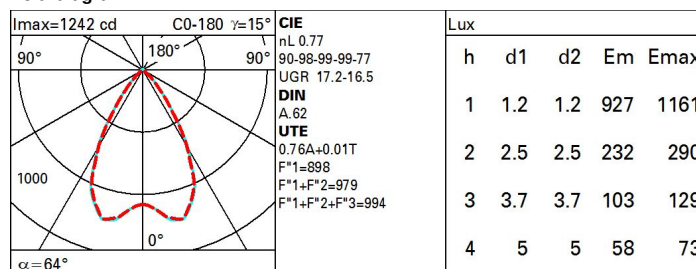 Imax=1242 cd C0-180 γ=15°
90° 180° 90°
1000
0°
α=64°
CIE
nL 0.77
90-98-99-99-77
UGR 17.2-16.5
DIN
A.62
UTE
0.76A+0.01T
F"1=898
F"1+F"2=979
F"1+F"2+F"3=994
Lux
h d1 d2 Em Emax
1 1.2 1.2 927 1161
2 2.5 2.5 232 290
3 3.7 3.7 103 129
4 5 5 58 73